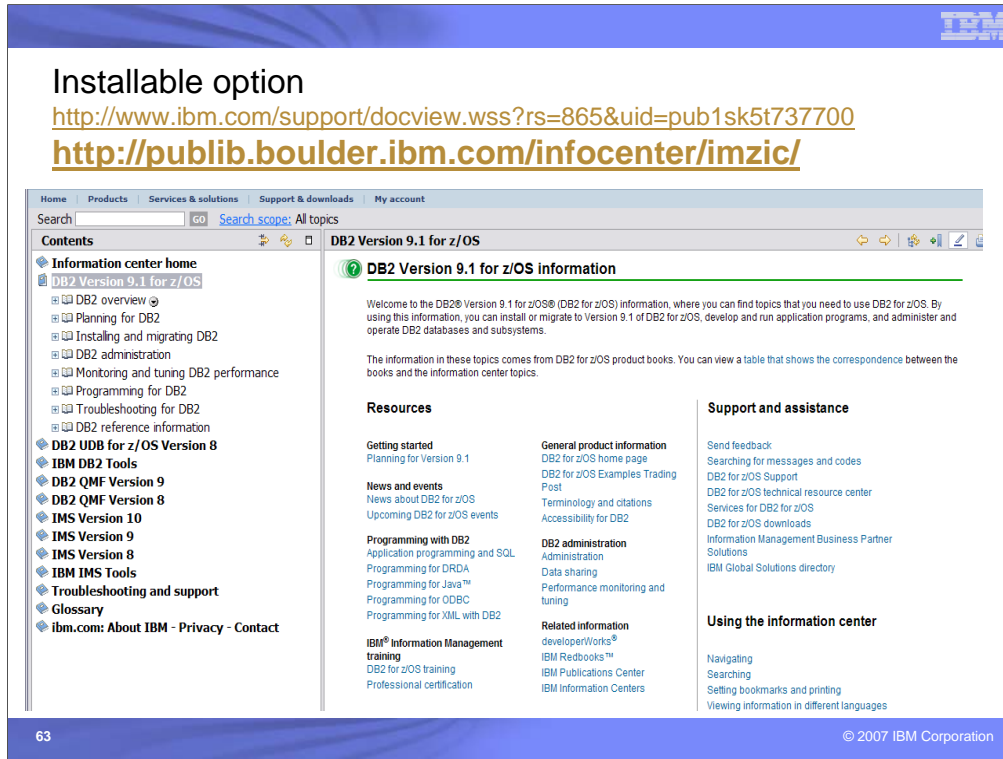 IBM
Installable option
http://www.ibm.com/support/docview.wss?rs=865&uid=pub1sk5t737700
http://publib.boulder.ibm.com/infocenter/imzic/
Home | Products | Services & solutions | Support & downloads | My account
Search GO Search scope: All topics
Contents
Information center home
DB2 Version 9.1 for z/OS
DB2 overview
Planning for DB2
Installing and migrating DB2
DB2 administration
Monitoring and tuning DB2 performance
Programming for DB2
Troubleshooting for DB2
DB2 reference information
DB2 UDB for z/OS Version 8
IBM DB2 Tools
DB2 QMF Version 9
DB2 QMF Version 8
IMS Version 10
IMS Version 9
IMS Version 8
IBM IMS Tools
Troubleshooting and support
Glossary
ibm.com: About IBM - Privacy - Contact
DB2 Version 9.1 for z/OS
DB2 Version 9.1 for z/OS information
Welcome to the DB2® Version 9.1 for z/OS® (DB2 for z/OS) information, where you can find topics that you need to use DB2 for z/OS. By
using this information, you can install or migrate to Version 9.1 of DB2 for z/OS, develop and run application programs, and administer and
operate DB2 databases and subsystems.
The information in these topics comes from DB2 for z/OS product books. You can view a table that shows the correspondence between the
books and the information center topics.
Resources
Getting started
Planning for Version 9.1
News and events
News about DB2 for z/OS
Upcoming DB2 for z/OS events
Programming with DB2
Application programming and SQL
Programming for DRDA
Programming for Java™
Programming for ODBC
Programming for XML with DB2
IBM® Information Management
training
DB2 for z/OS training
Professional certification
General product information
DB2 for z/OS home page
DB2 for z/OS Examples Trading
Post
Terminology and citations
Accessibility for DB2
DB2 administration
Administration
Data sharing
Performance monitoring and
tuning
Related information
developerWorks®
IBM Redbooks™
IBM Publications Center
IBM Information Centers
Support and assistance
Send feedback
Searching for messages and codes
DB2 for z/OS Support
DB2 for z/OS technical resource center
Services for DB2 for z/OS
DB2 for z/OS downloads
Information Management Business Partner
Solutions
IBM Global Solutions directory
Using the information center
Navigating
Searching
Setting bookmarks and printing
Viewing information in different languages
63
© 2007 IBM Corporation